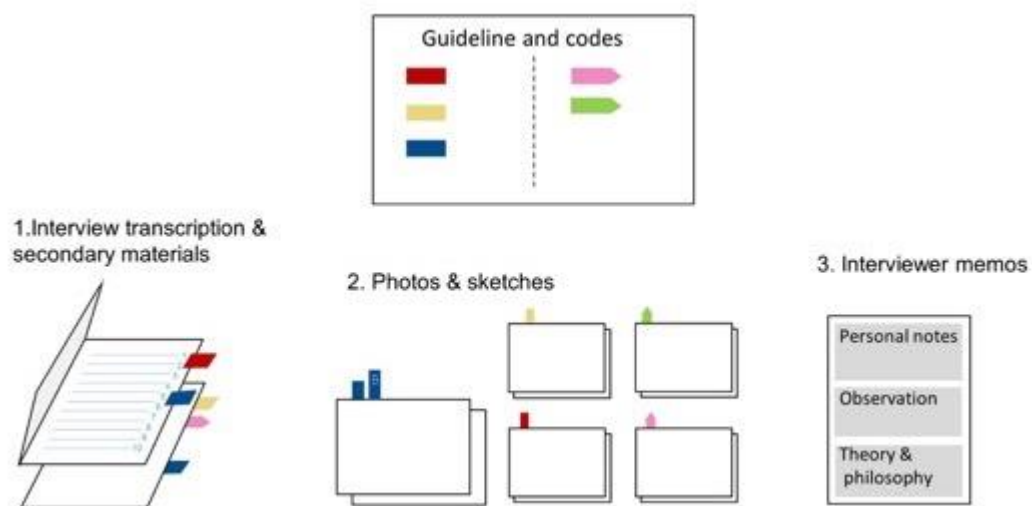 Guideline and codes
1.Interview transcription &
secondary materials
2. Photos & sketches
3. Interviewer memos
Personal notes
Observation
Theory &
philosophy